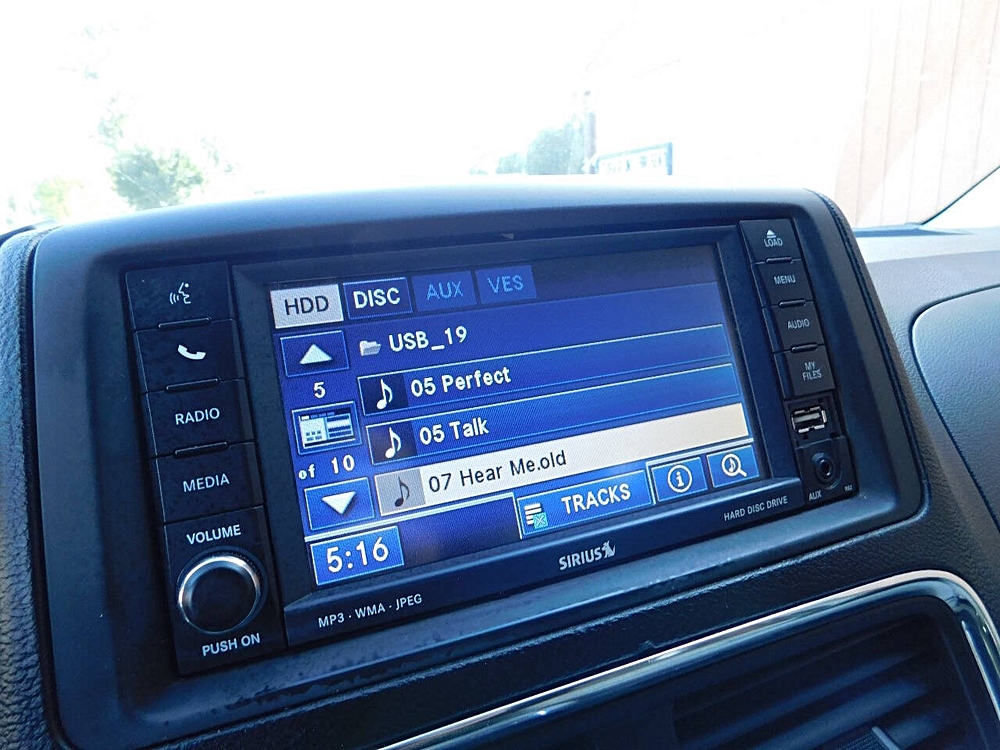 LOAD
MENU
AUDIO
MY
FILES
AUX
RADIO
MEDIA
VOLUME
PUSH ON
HDD DISC AUX VES
USB_19
5
05 Perfect
05 Talk
of 10
07 Hear Me.old
TRACKS
5:16
SIRIUS
HARD DISC DRIVE
MP3 · WMA · JPEG